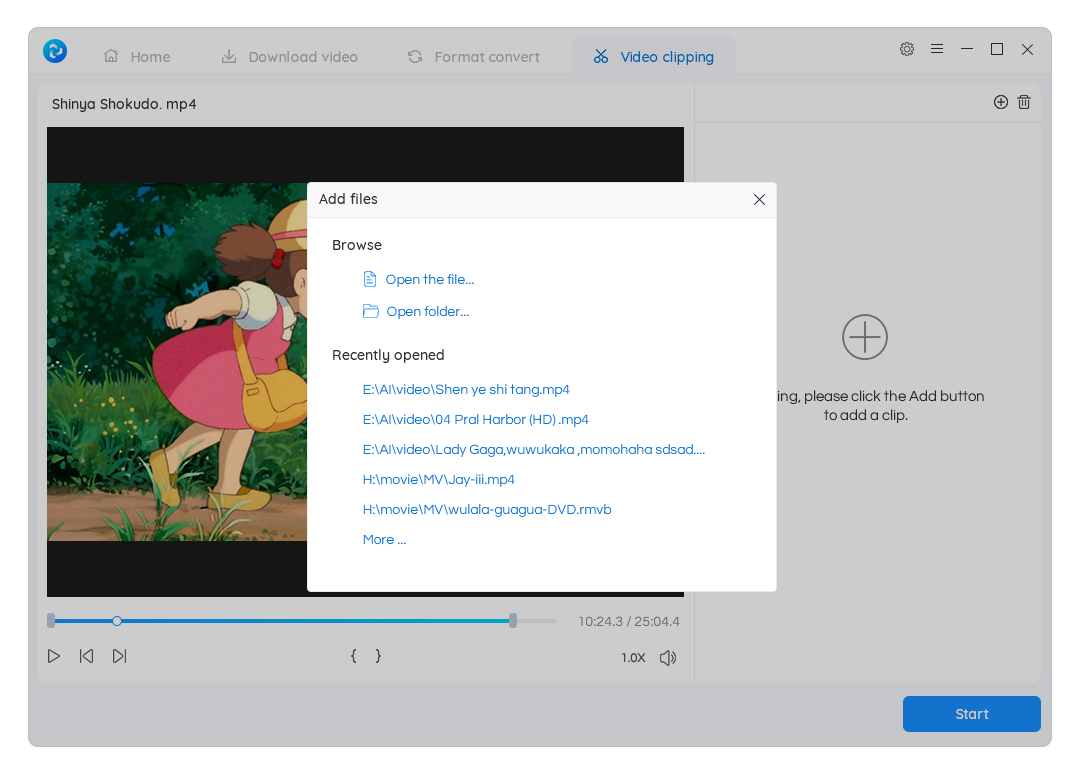 Home
Download video
Format convert
Video clipping
Shinya Shokudo. mp4
Add files
Browse
Open the file...
Open folder...
Recently opened
E:\AI\video\Shen ye shi tang.mp4
E:\AI\video\04 Pral Harbor (HD) .mp4
E:\AI\video\Lady Gaga,wuwukaka ,momohaha sdsad....
H:\movie\MV\Jay-iii.mp4
H:\movie\MV\wulala-guagua-DVD.rmvb
More ...
ing, please click the Add button
to add a clip.
10:24.3 / 25:04.4
{ }
1.0X
Start